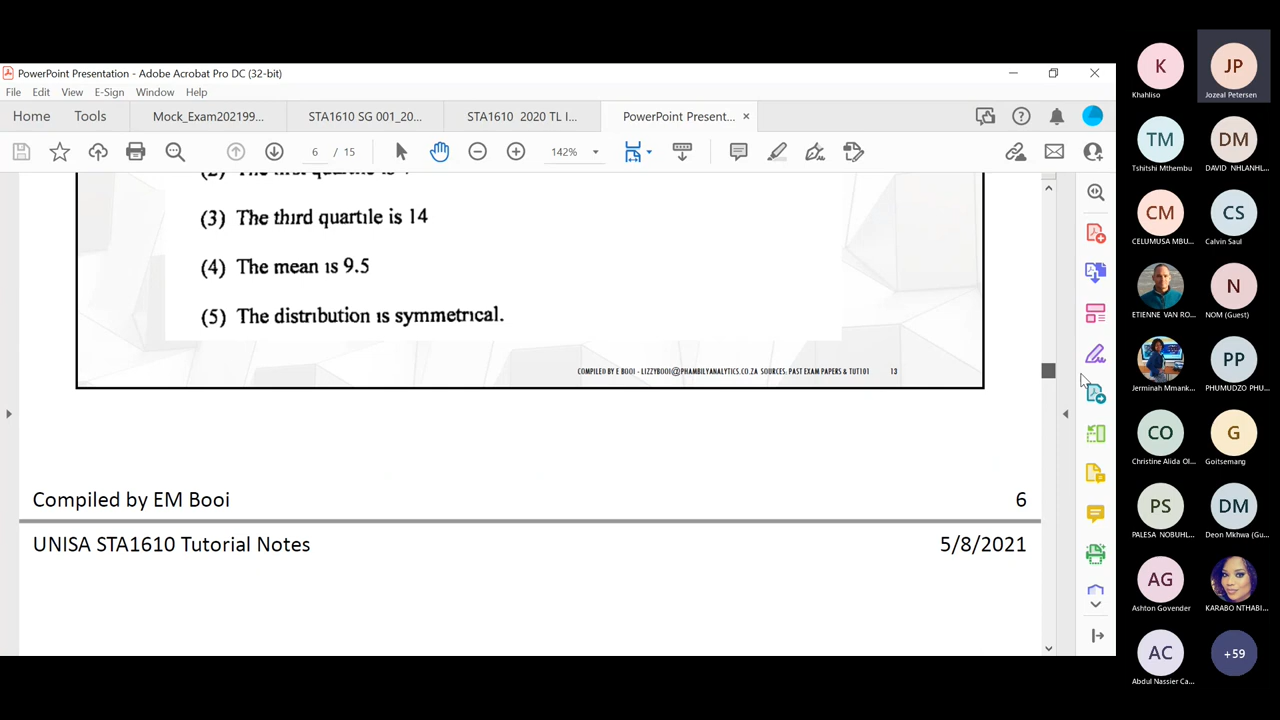 PowerPoint Presentation - Adobe Acrobat Pro DC (32-bit)
File Edit View E-Sign Window Help
Home Tools Mock_Exam202199... STA1610 SG 001_20... STA1610 2020 TL I... PowerPoint Present... ×
6 / 15 142%
(2) The first quartile is
(3) The third quartile is 14
(4) The mean is 9.5
(5) The distribution is symmetrical.
COMPILED BY E BOOI - LIZZYBOOI@PHAMBILYANALYTICS.CO.ZA SOURCES: PAST EXAM PAPERS & TUT101 13
Compiled by EM Booi 6
UNISA STA1610 Tutorial Notes 5/8/2021
K JP
Khahliso Jozeal Petersen
TM DM
Tshitshi Mthembu DAVID NHLANHL...
CM CS
CELUMUSA MBU... Calvin Saul
N
ETIENNE VAN RO... NOM (Guest)
PP
Jerminah Mmank... PHUMUDZO PHU...
CO G
Christine Alida Ol... Goitsemang
PS DM
PALESA NOBUHL... Deon Mkhwa (Gu...
AG
Ashton Govender KARABO NTHABI...
AC +59
Abdul Nassier Ca...